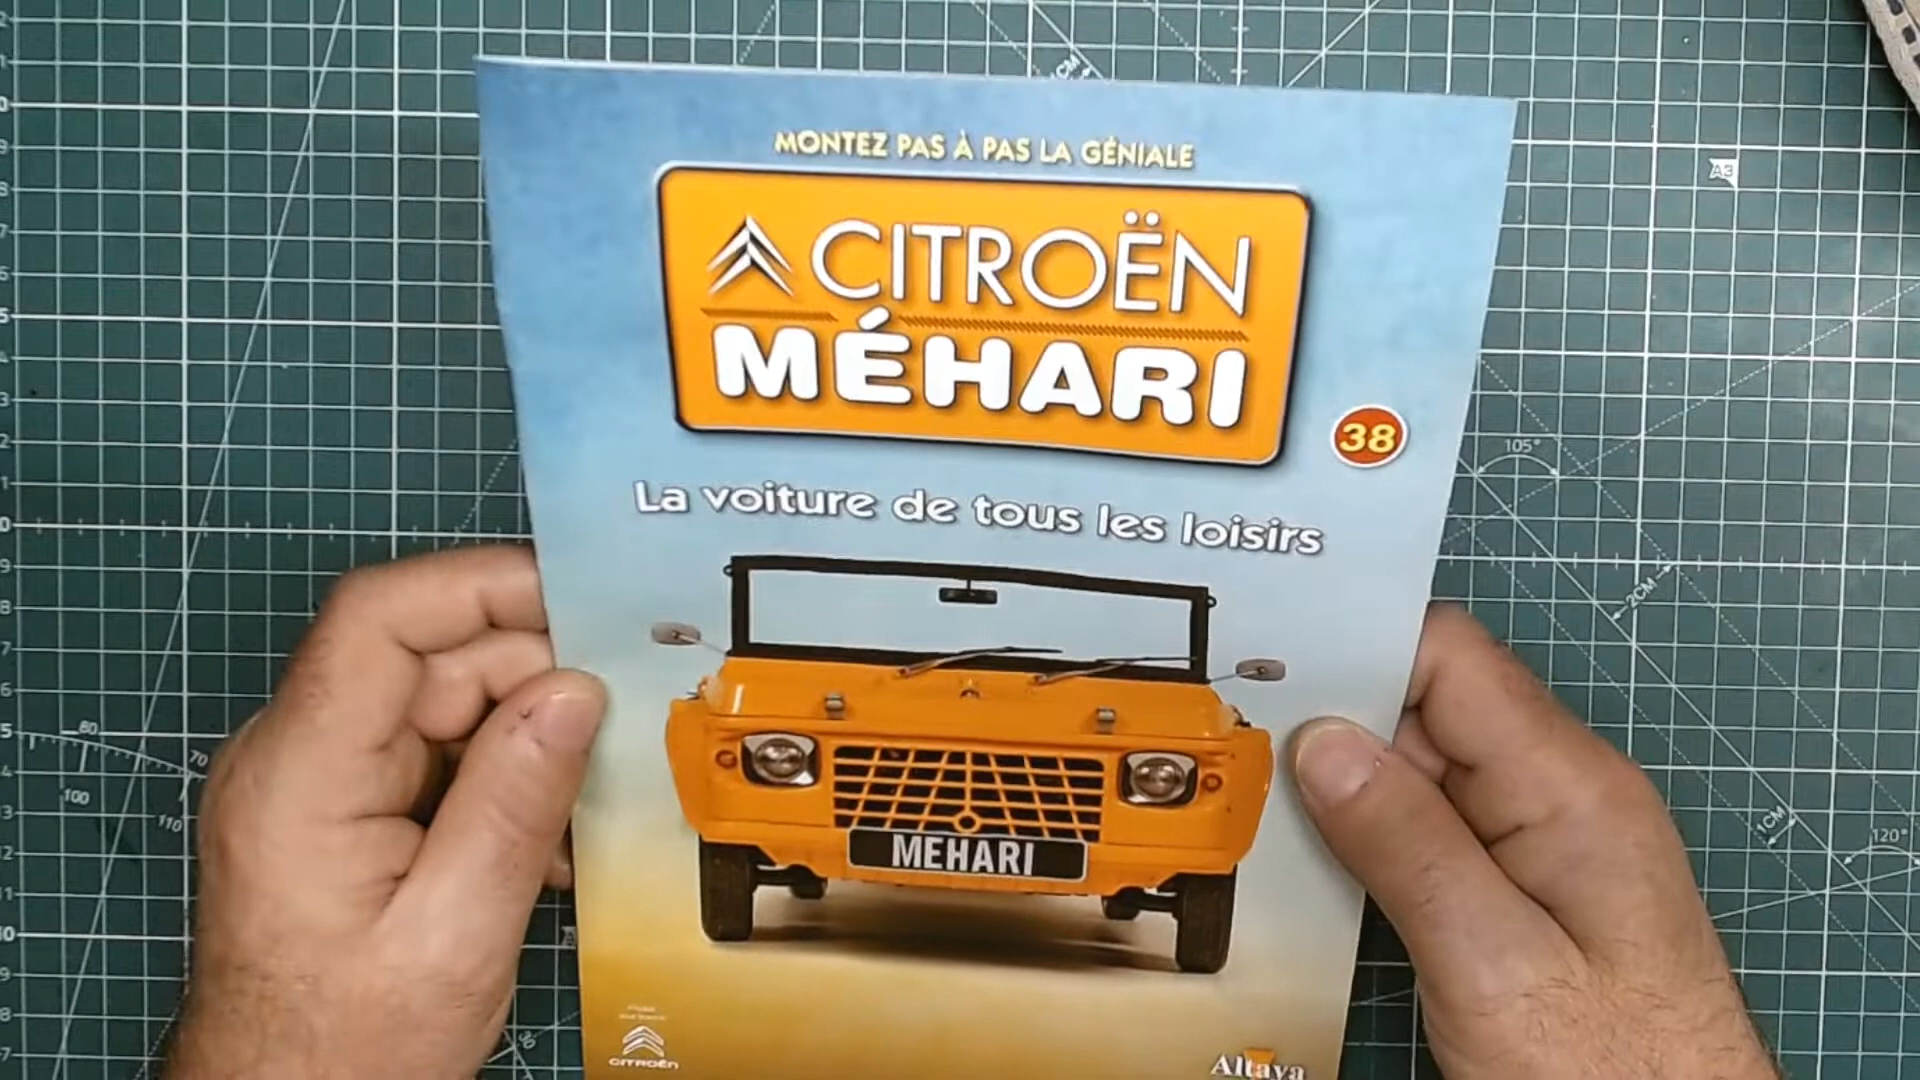 MONTEZ PAS À PAS LA GÉNIALE
CITROËN
MÉHARI
38
La voiture de tous les loisirs
MEHARI
CITROËN
Altaya
1CM
A3
105°
2CM
1CM
120°
80
70
100
110